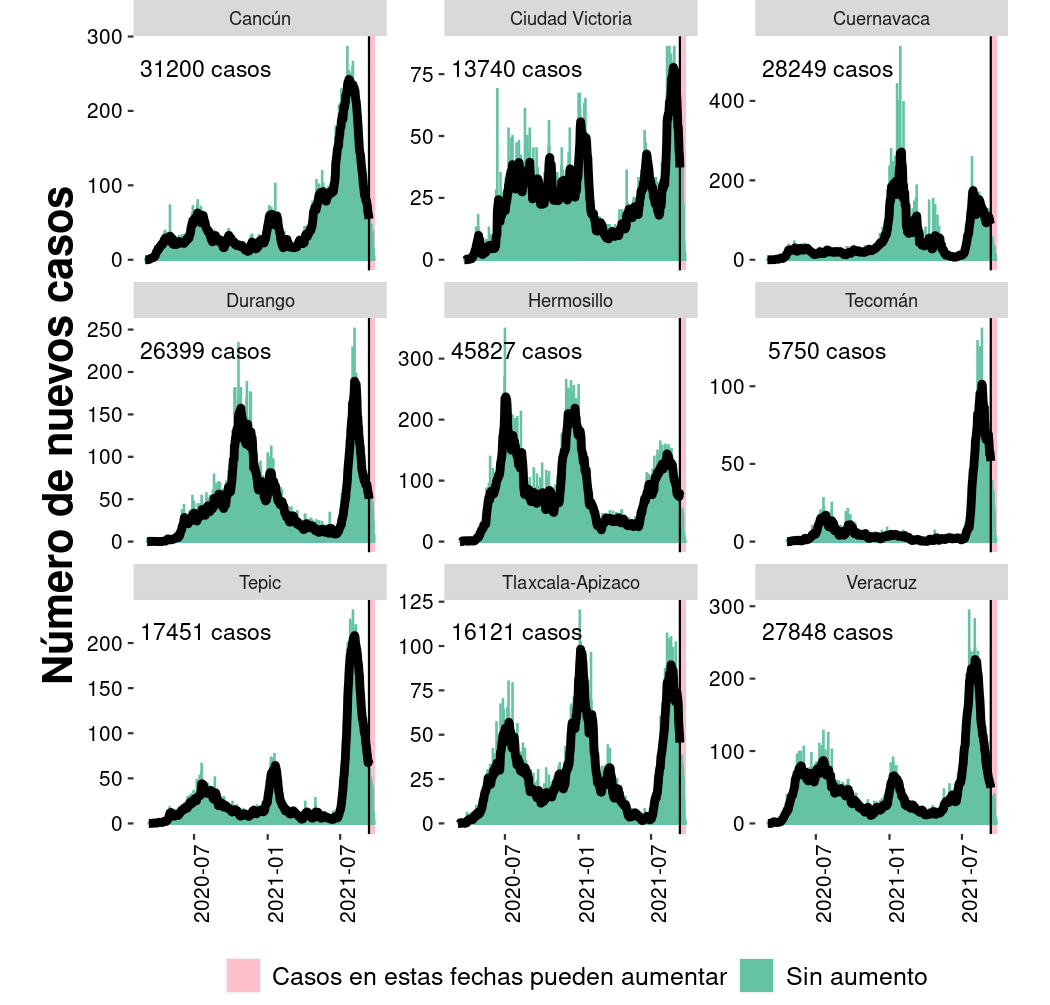 Número de nuevos casos
Cancún
31200 casos
300
200
100
0
Ciudad Victoria
13740 casos
75
50
25
0
Cuernavaca
28249 casos
400
200
0
Durango
26399 casos
250
200
150
100
50
0
Hermosillo
45827 casos
300
200
100
0
Tecomán
5750 casos
100
50
0
Tepic
17451 casos
200
150
100
50
0
Tlaxcala-Apizaco
16121 casos
125
100
75
50
25
0
Veracruz
27848 casos
300
200
100
0
2020-07
2021-01
2021-07
2020-07
2021-01
2021-07
2020-07
2021-01
2021-07
Casos en estas fechas pueden aumentar
Sin aumento